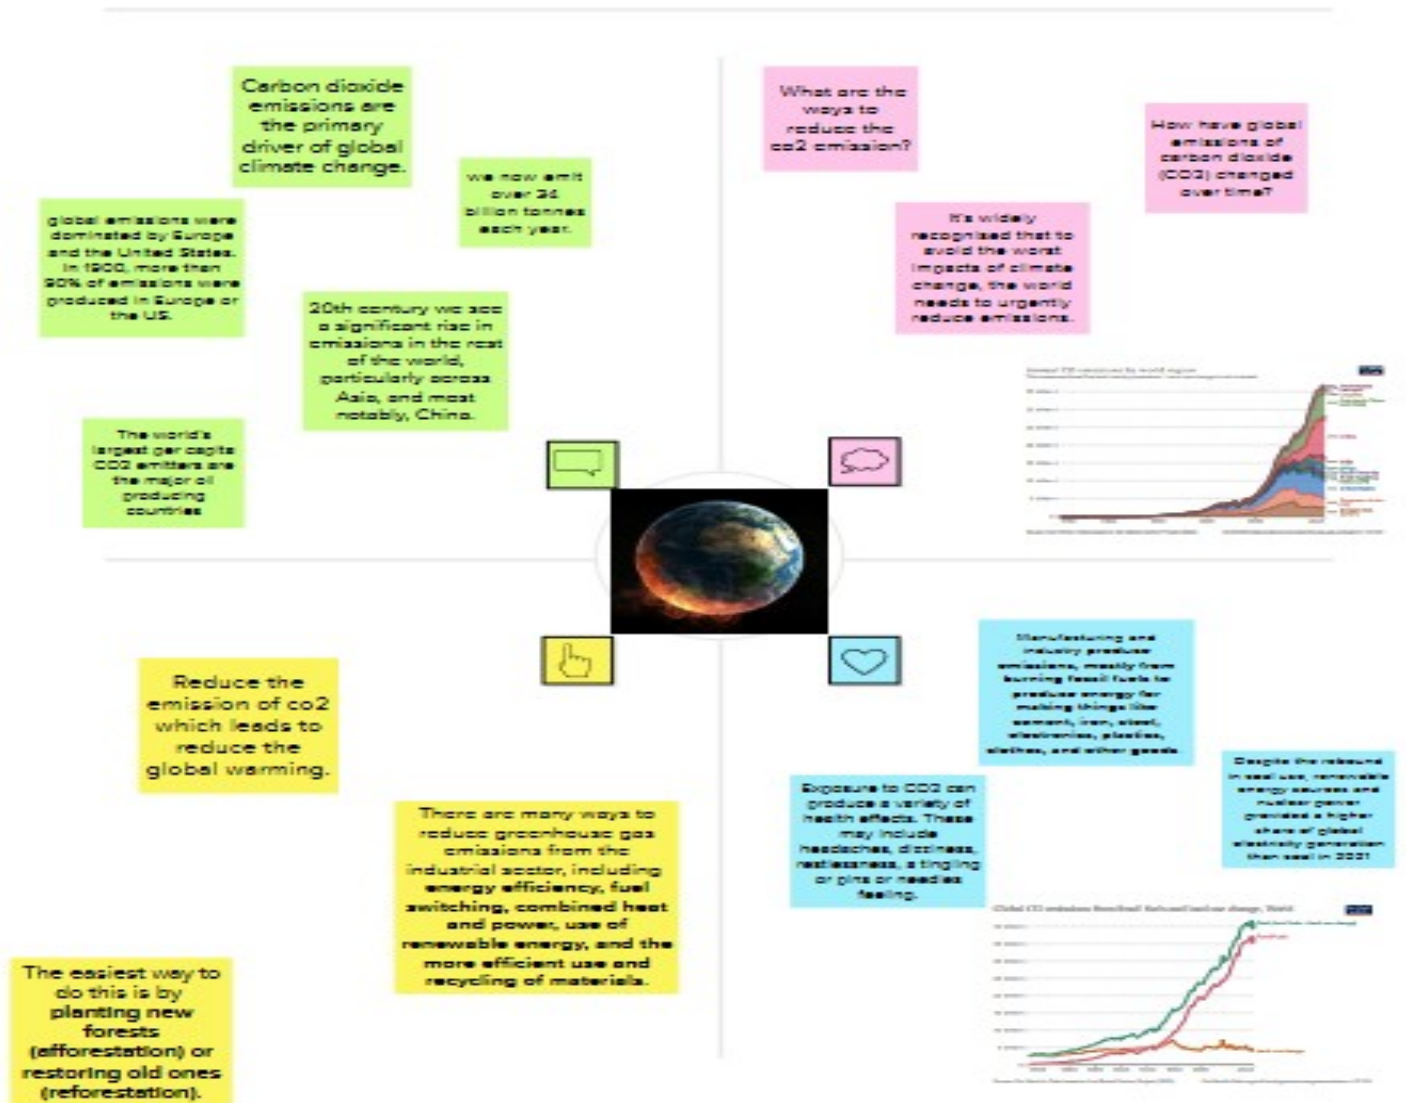 Carbon dioxide
emissions are
the primary
driver of global
climate change.
we now emit
over 34
billion tonnes
each year.
global emissions were
dominated by Europe
and the United States.
In 1900, more than
90% of emissions were
produced in Europe or
the US.
20th century we see
a significant rise in
emissions in the rest
of the world,
particularly across
Asia, and most
notably, China.
The world's
largest per capita
CO2 emitters are
the major oil
producing
countries
What are the
ways to
reduce the
co2 emission?
How have global
emissions of
carbon dioxide
(CO2) changed
over time?
It's widely
recognised that to
avoid the worst
impacts of climate
change, the world
needs to urgently
reduce emissions.
Reduce the
emission of co2
which leads to
reduce the
global warming.
There are many ways to
reduce greenhouse gas
emissions from the
industrial sector, including
energy efficiency, fuel
switching, combined heat
and power, use of
renewable energy, and the
more efficient use and
recycling of materials.
The easiest way to
do this is by
planting new
forests
(afforestation) or
restoring old ones
(reforestation).
Manufacturing and
industry produce
emissions, mostly from
burning fossil fuels to
produce energy for
making things like
cement, iron, steel,
electronics, plastics,
clothes, and other goods.
Exposure to CO2 can
produce a variety of
health effects. These
may include
headaches, dizziness,
restlessness, a tingling
or pins or needles
feeling.
Despite the rebound
in coal use, renewable
energy sources and
nuclear power
provided a higher
share of global
electricity generation
than coal in 2021